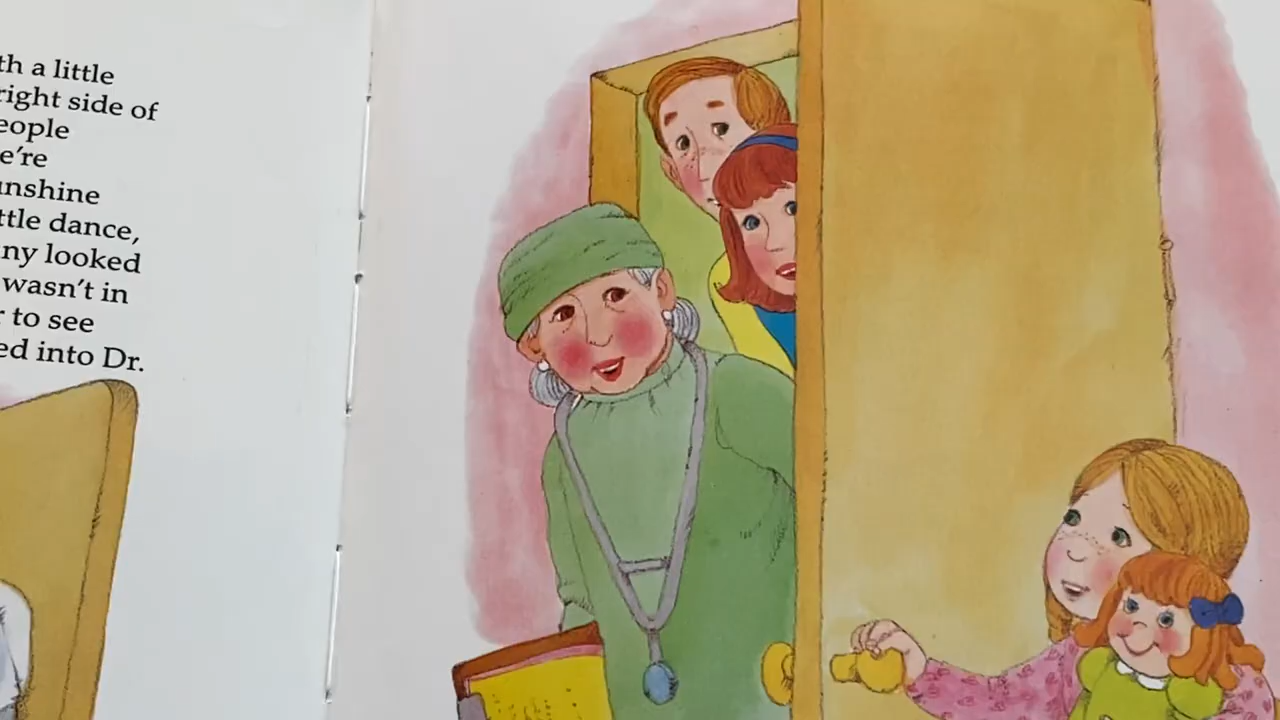 th a little
right side of
eople
e're
unshine
ttle dance,
ny looked
wasn't in
r to see
ed into Dr.